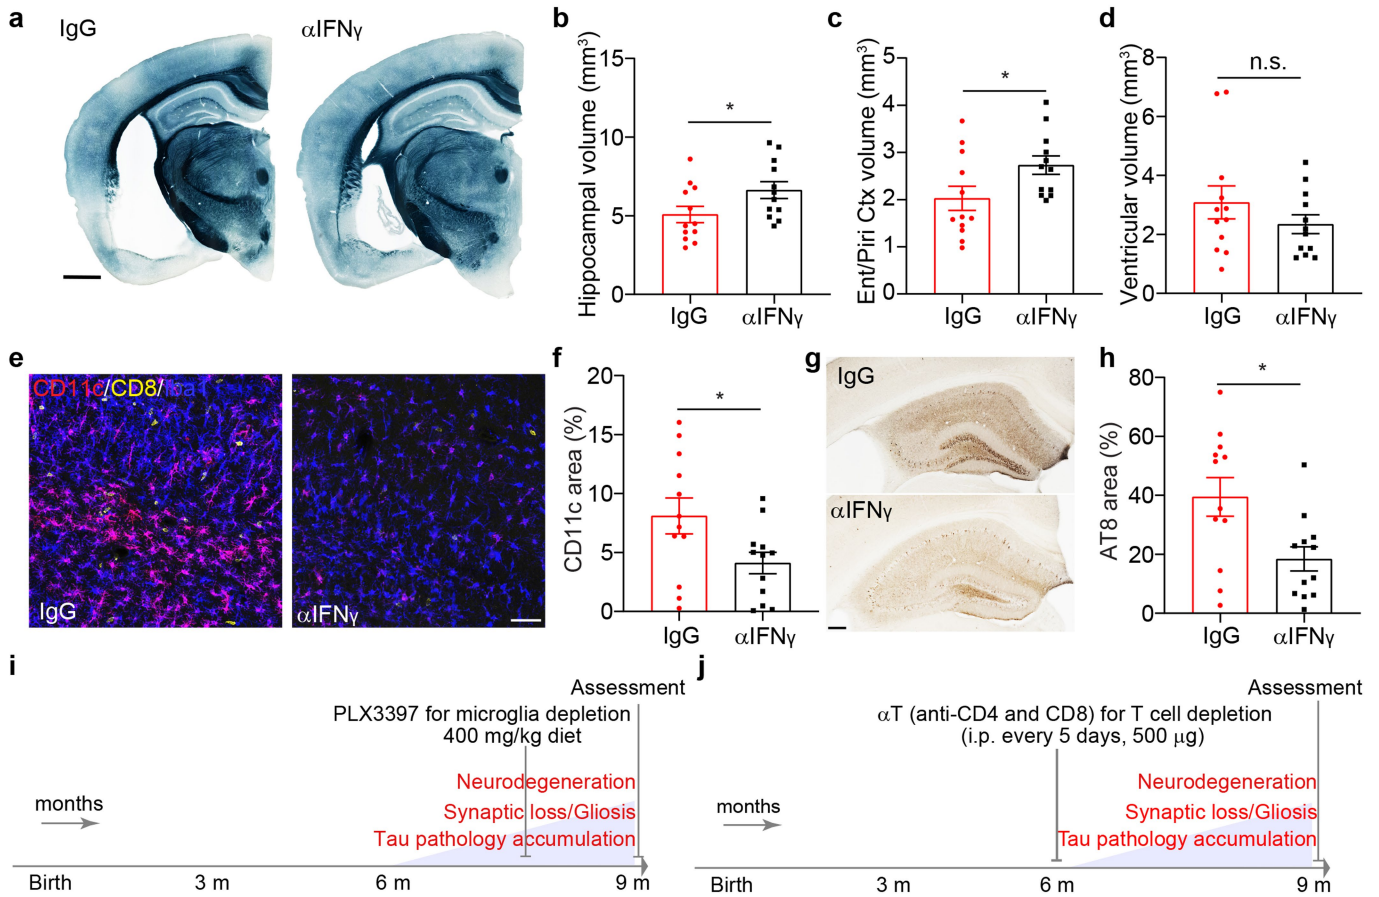 a
IgG
αIFNγ
b
Hippocampal volume (mm³)
15
10
5
0
*
IgG
αIFNγ
c
Ent/Piri Ctx volume (mm³)
5
4
3
2
1
0
*
IgG
αIFNγ
d
Ventricular volume (mm³)
8
6
4
2
0
n.s.
IgG
αIFNγ
e
CD11c/CD8/Iba1
IgG
αIFNγ
f
CD11c area (%)
20
15
10
5
0
*
IgG
αIFNγ
g
IgG
αIFNγ
h
AT8 area (%)
80
60
40
20
0
*
IgG
αIFNγ
i
Assessment
PLX3397 for microglia depletion
400 mg/kg diet
Neurodegeneration
months
Synaptic loss/Gliosis
Tau pathology accumulation
Birth 3 m 6 m 9 m
j
Assessment
αT (anti-CD4 and CD8) for T cell depletion
(i.p. every 5 days, 500 μg)
Neurodegeneration
months
Synaptic loss/Gliosis
Tau pathology accumulation
Birth 3 m 6 m 9 m